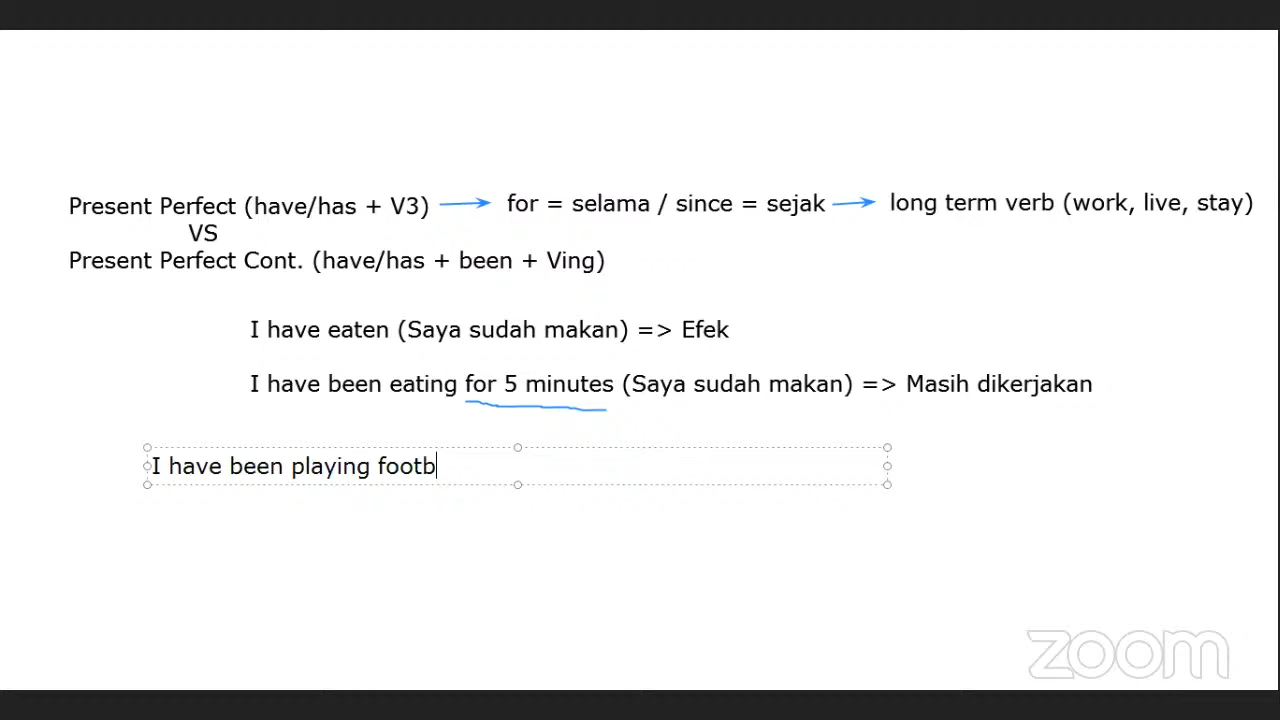 Present Perfect (have/has + V3) → for = selama / since = sejak → long term verb (work, live, stay)
VS
Present Perfect Cont. (have/has + been + Ving)
I have eaten (Saya sudah makan) => Efek
I have been eating for 5 minutes (Saya sudah makan) => Masih dikerjakan
I have been playing footb
zoom